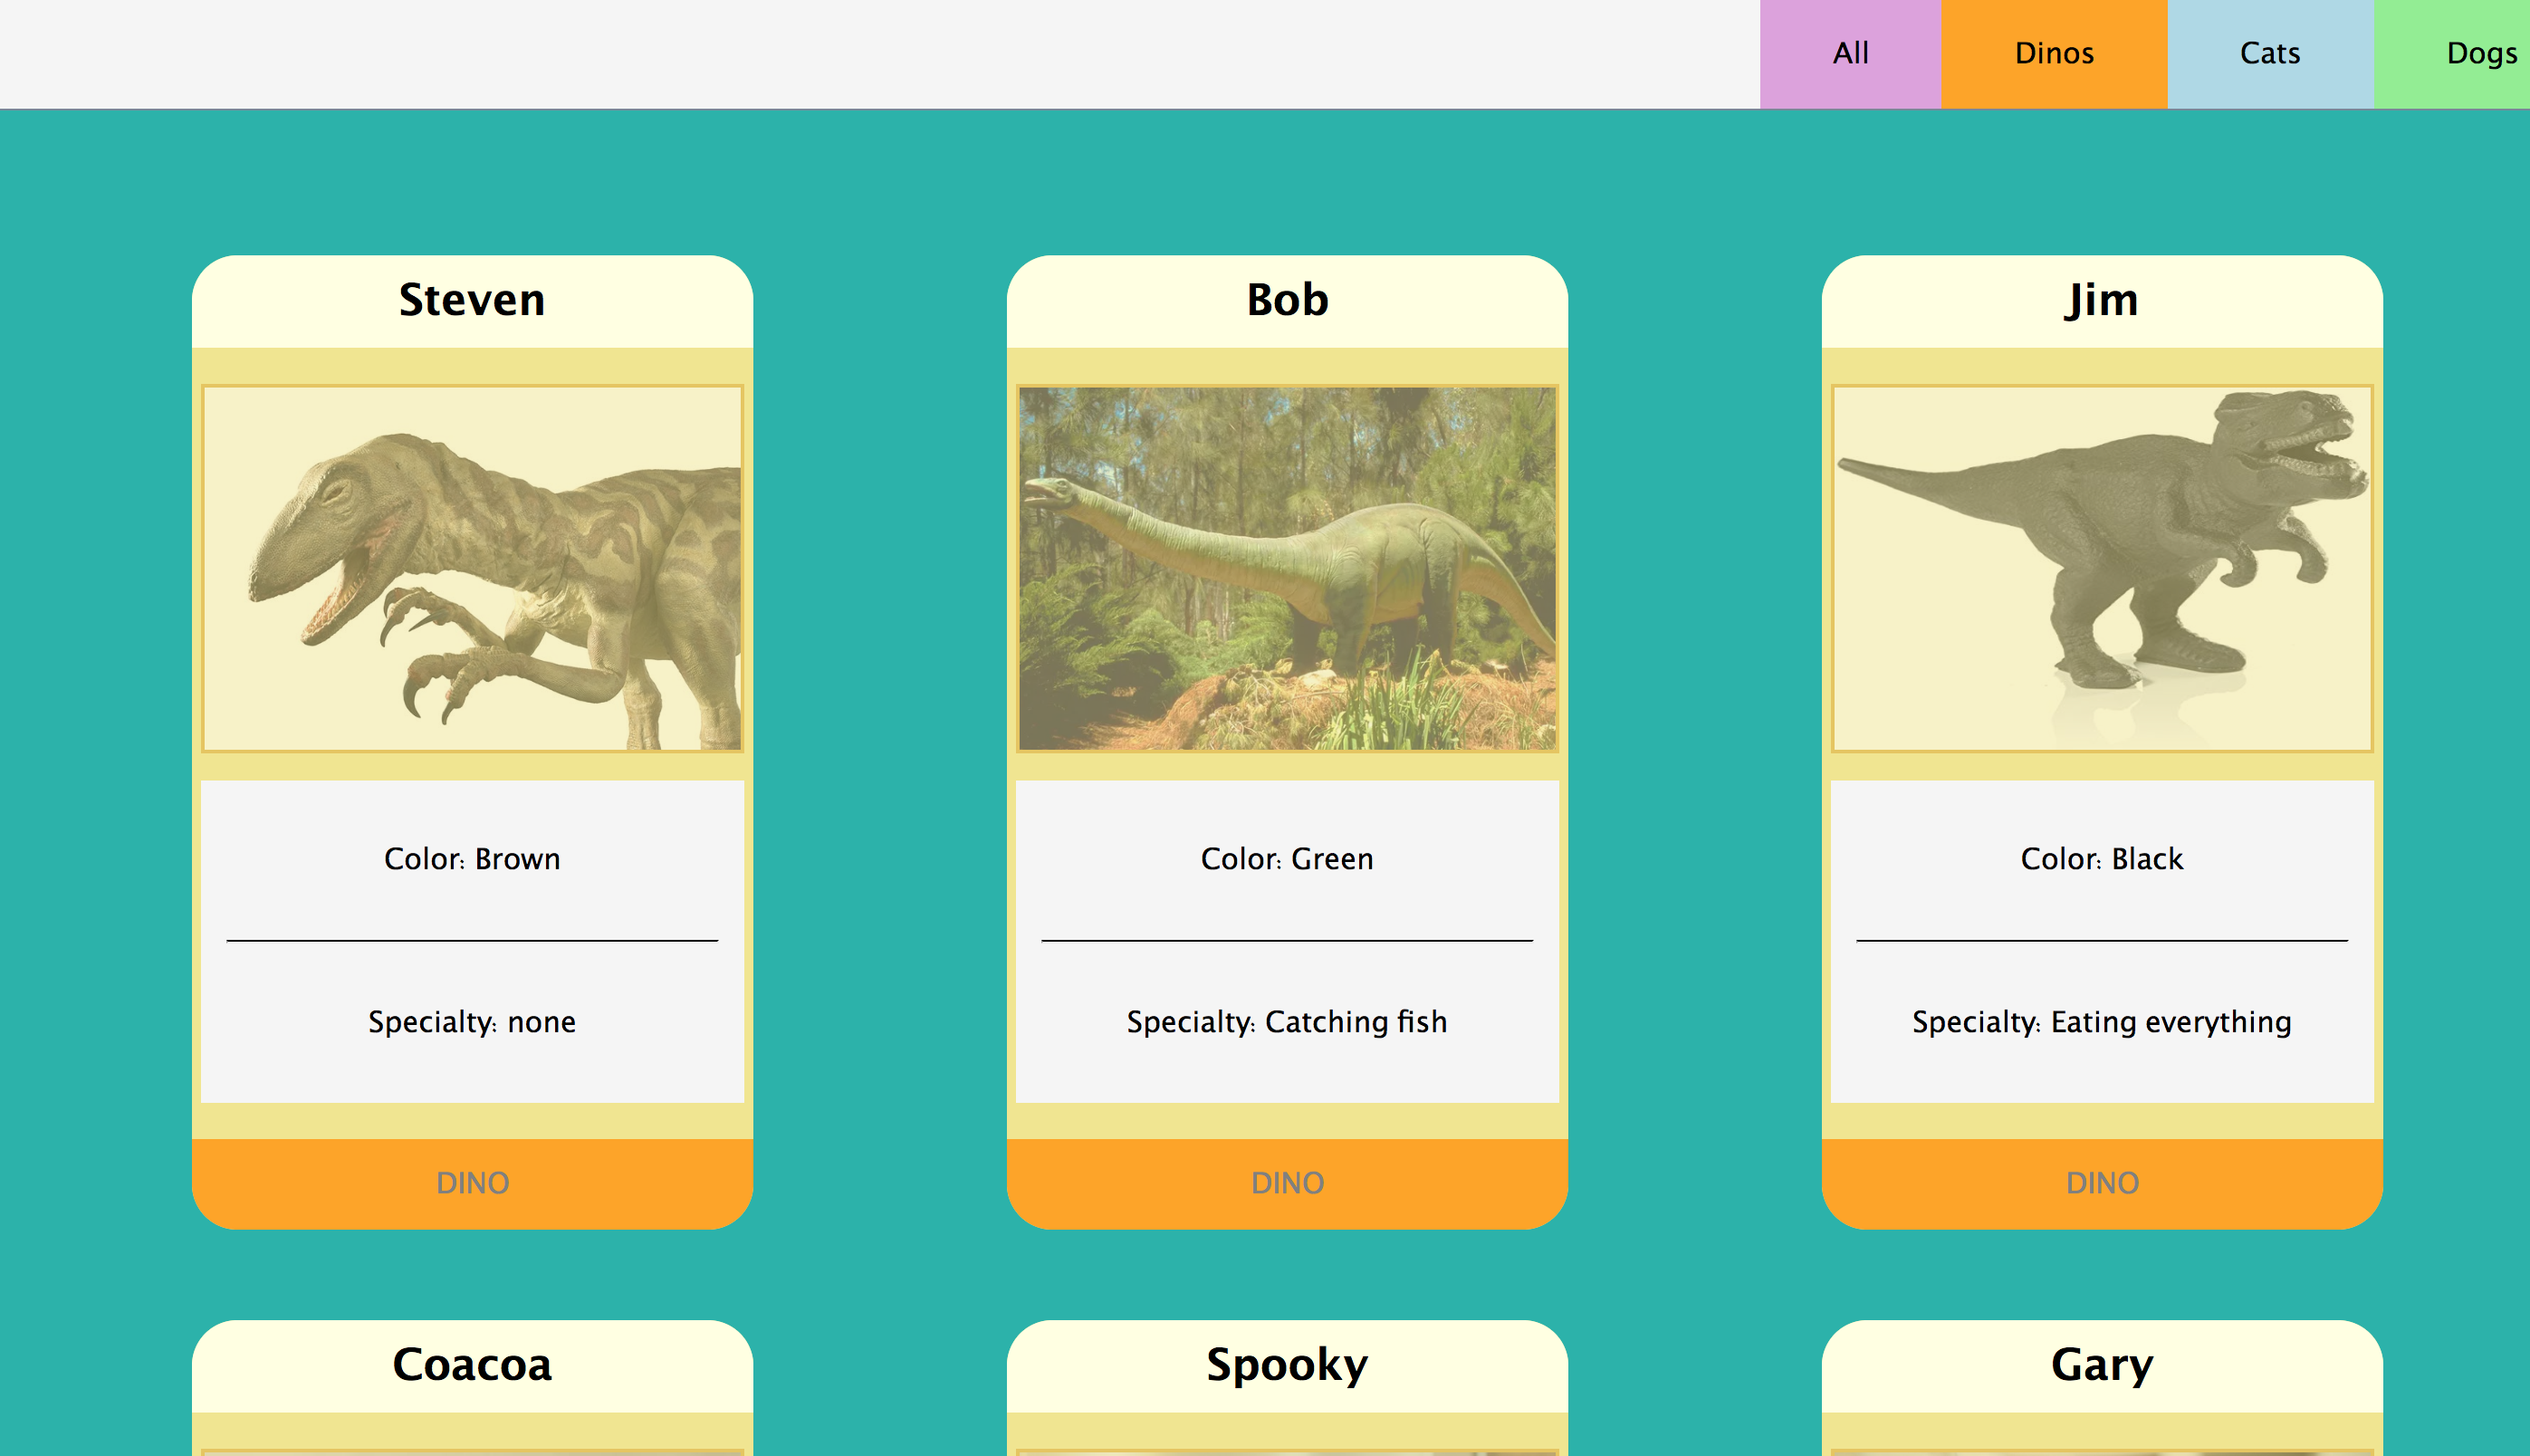 All Dinos Cats Dogs
Steven
Bob
Jim
Color: Brown
Specialty: none
Color: Green
Specialty: Catching fish
Color: Black
Specialty: Eating everything
DINO
DINO
DINO
Coacoa
Spooky
Gary